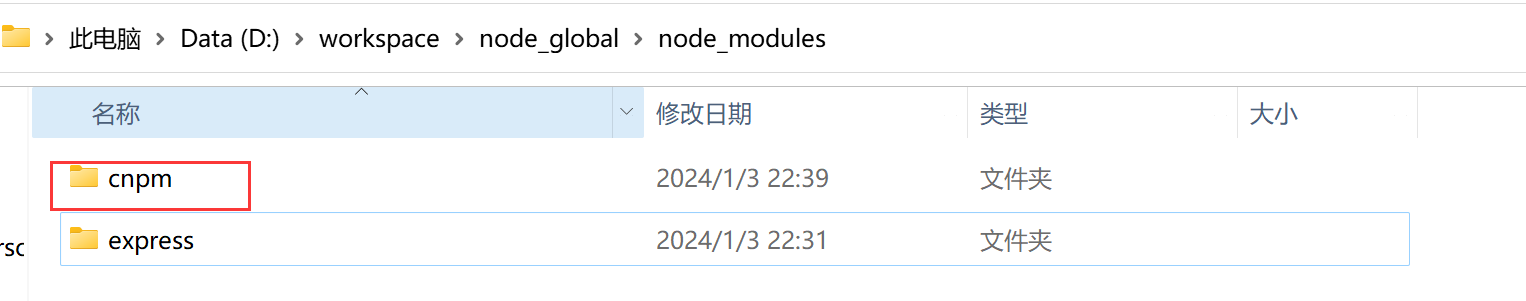 此电脑 > Data (D:) > workspace > node_global > node_modules
名称 修改日期 类型 大小
cnpm 2024/1/3 22:39 文件夹
express 2024/1/3 22:31 文件夹